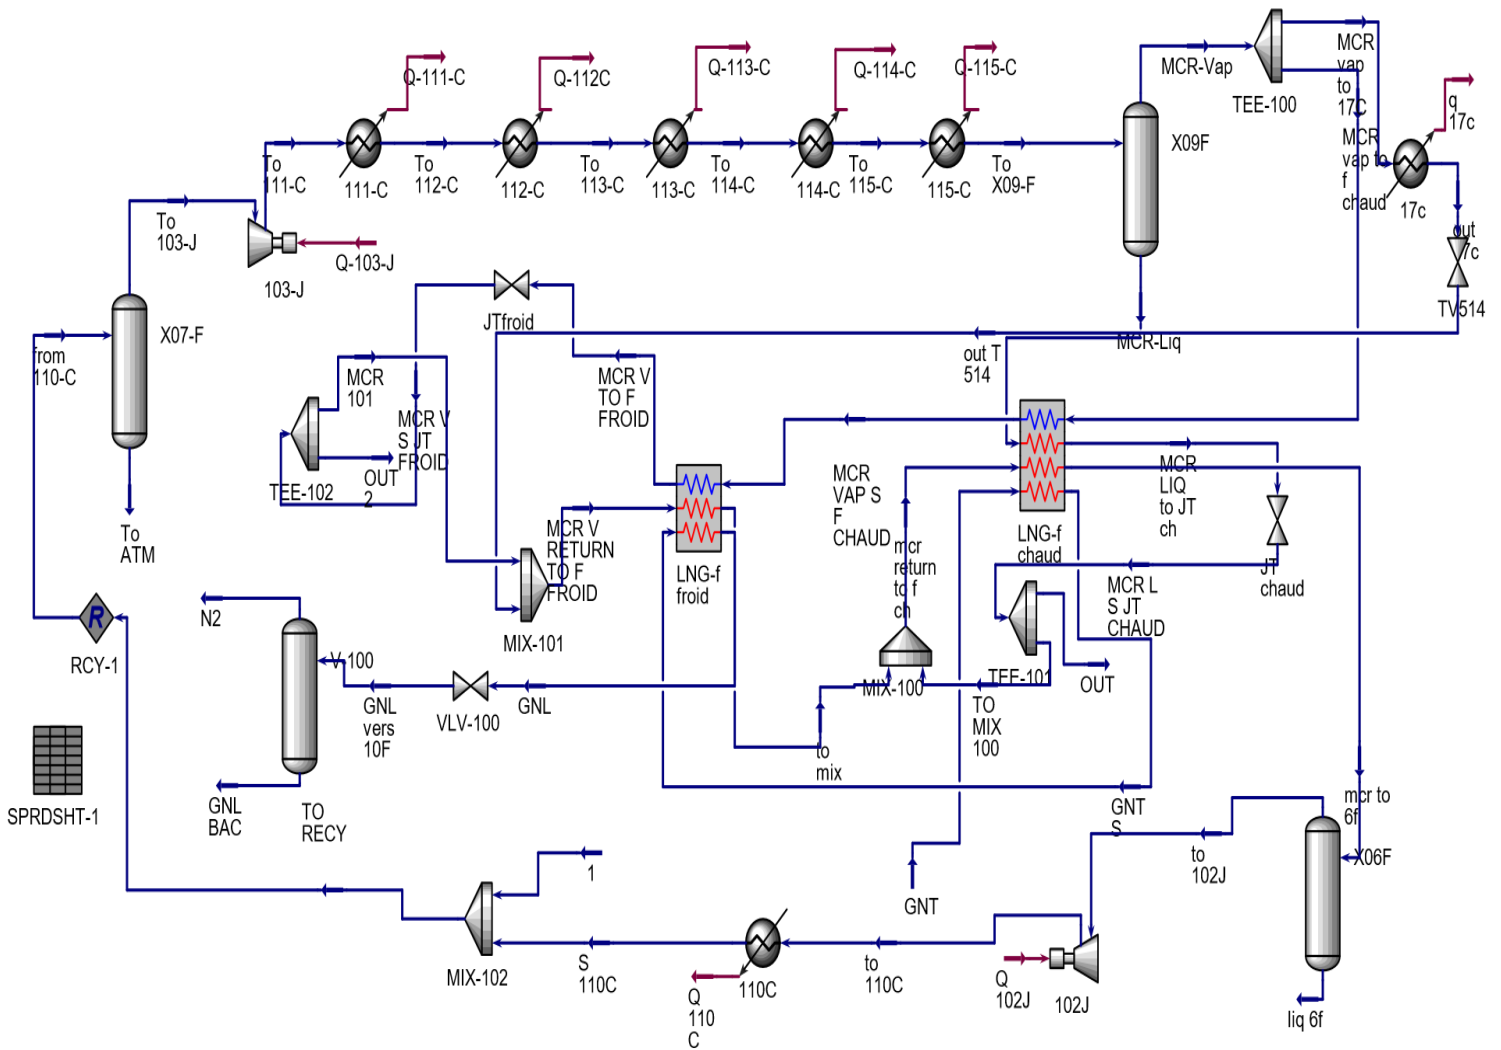 Q-111-C
Q-112C
Q-113-C
Q-114-C
Q-115-C
MCR-Vap
TEE-100
MCR
vap
to
17C
q
17c
MCR
vap to
f
chaud
17c
out
17c
TV514
To
111-C
111-C
To
112-C
112-C
To
113-C
113-C
To
114-C
114-C
To
115-C
115-C
To
X09-F
X09F
To
103-J
Q-103-J
103-J
X07-F
from
110-C
To
ATM
JTfroid
MCR
101
MCR V
S JT
FROID
TEE-102
OUT
2
MCR V
TO F
FROID
out T
514
MCR-Liq
MCR
VAP S
F
CHAUD
MCR
LIQ
to JT
ch
LNG-f
chaud
JT
chaud
MCR V
RETURN
TO F
FROID
LNG-f
froid
mcr
return
to f
ch
MCR L
S JT
CHAUD
MIX-101
N2
R
RCY-1
V-100
GNL
vers
10F
VLV-100
GNL
MIX-100
TEE-101
OUT
TO
MIX
100
to
mix
SPRDSHT-1
GNL
BAC
TO
RECY
GNT
S
mcr to
6f
to
102J
X06F
1
GNT
MIX-102
S
110C
Q
110
C
110C
to
110C
Q
102J
102J
liq 6f